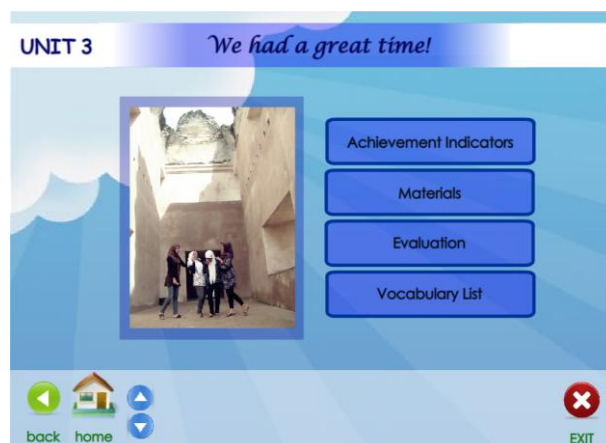 UNIT 3
We had a great time!
Achievement Indicators
Materials
Evaluation
Vocabulary List
back home
EXIT